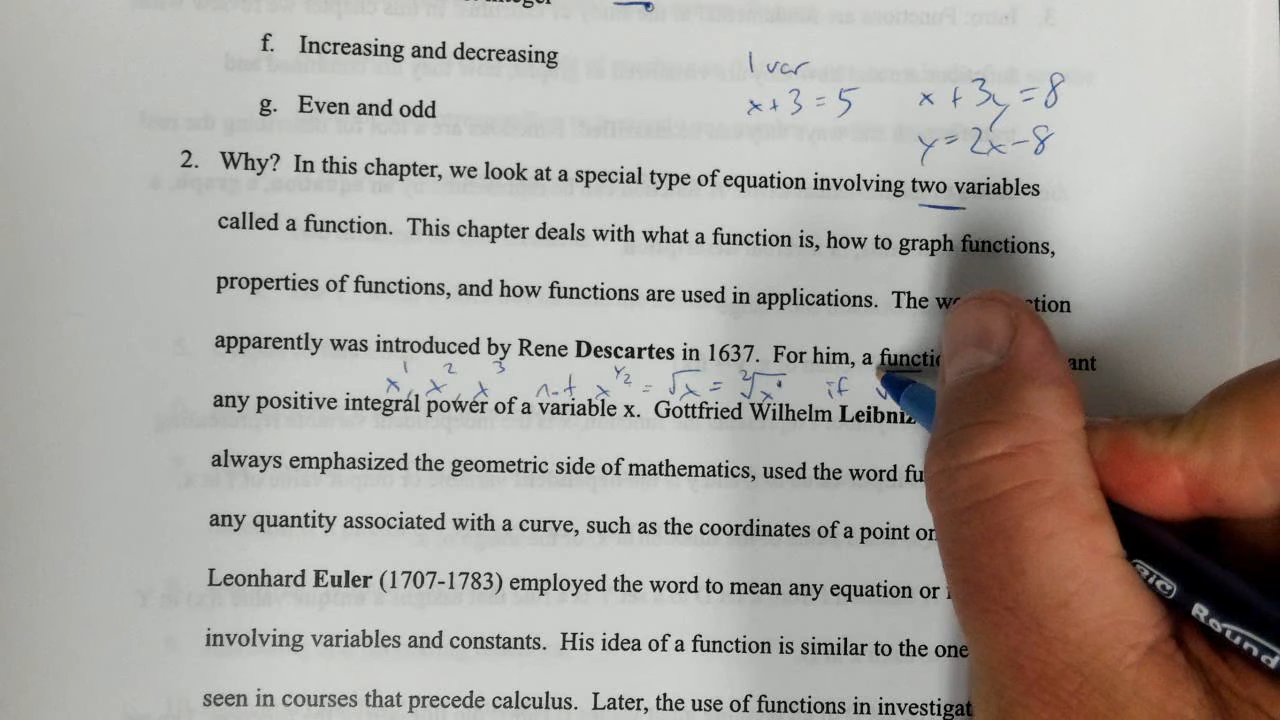 f. Increasing and decreasing
1 var
g. Even and odd
x + 3 = 5 x + 3y = 8
y = 2x - 8
2. Why? In this chapter, we look at a special type of equation involving two variables
called a function. This chapter deals with what a function is, how to graph functions,
properties of functions, and how functions are used in applications. The
apparently was introduced by Rene Descartes in 1637. For him, a
x¹, x², x³ not x^½ = √x = ²√x¹ if
any positive integral power of a variable x. Gottfried Wilhelm Leibniz
always emphasized the geometric side of mathematics, used the word
any quantity associated with a curve, such as the coordinates of a point
Leonhard Euler (1707-1783) employed the word to mean any equation or
involving variables and constants. His idea of a function is similar to the one
seen in courses that precede calculus. Later, the use of functions in
BIC Round